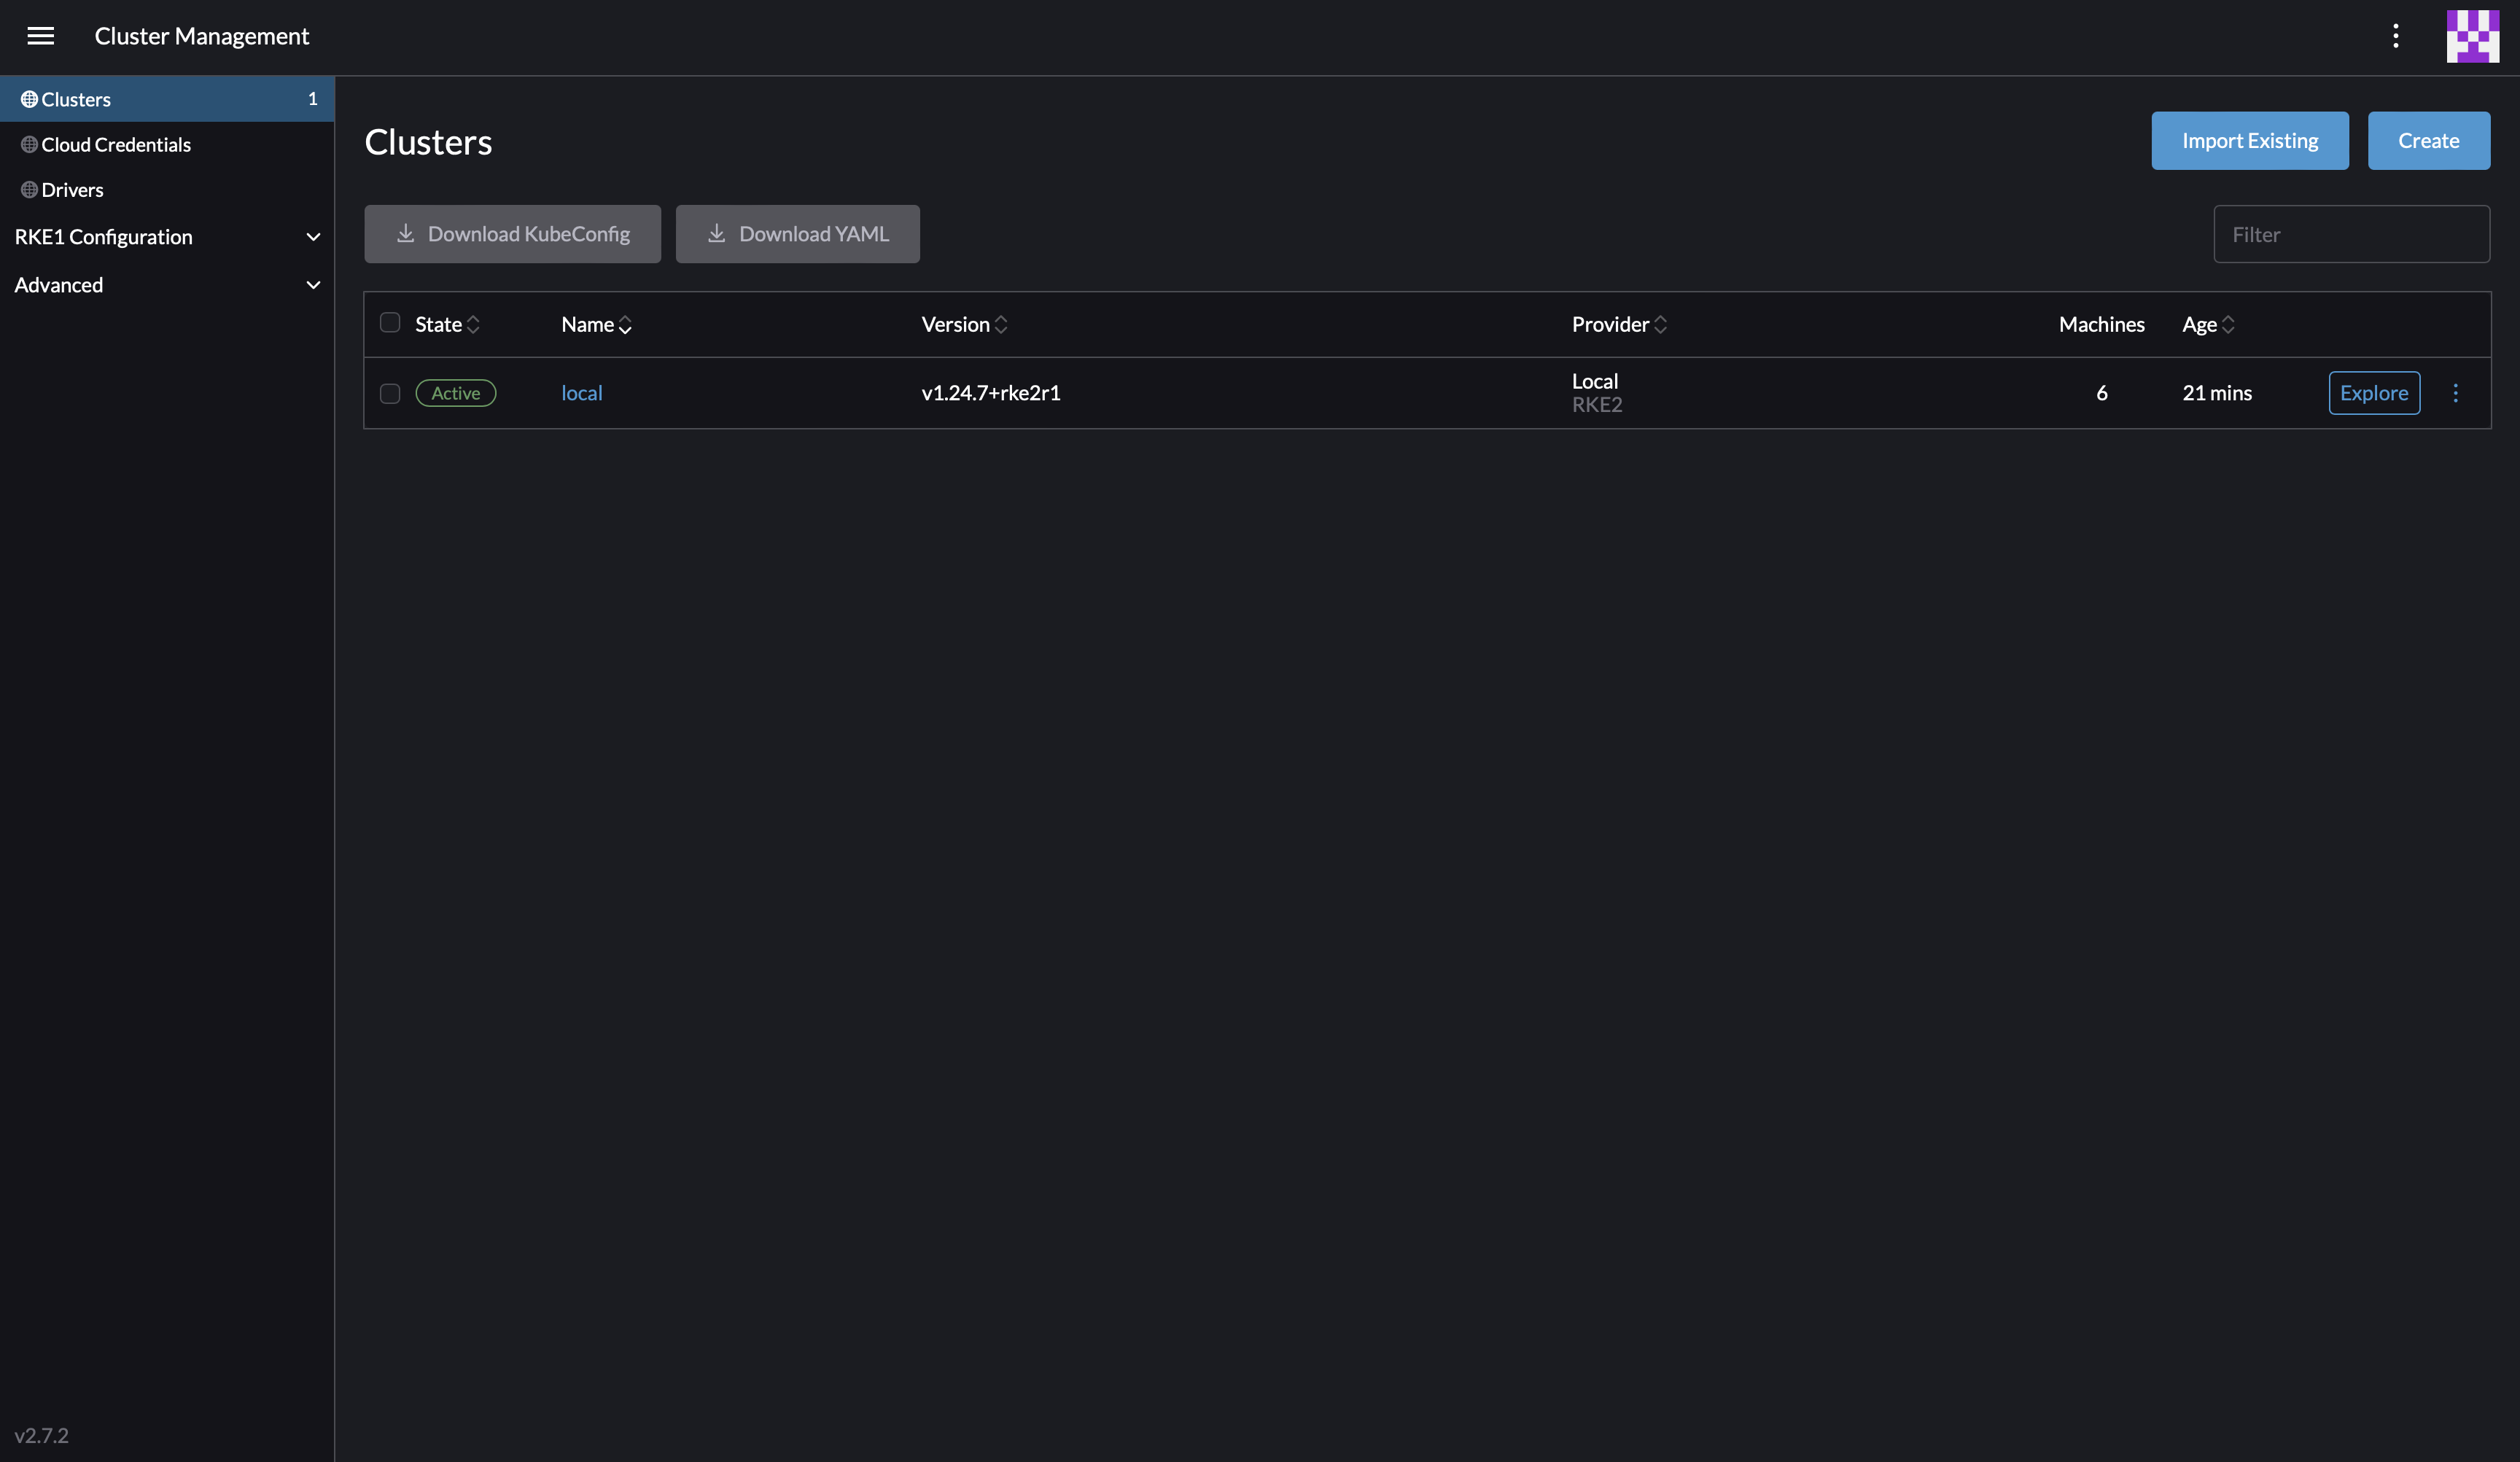 Cluster Management
Clusters 1
Cloud Credentials
Drivers
RKE1 Configuration
Advanced
v2.7.2
Clusters
Import Existing Create
Download KubeConfig Download YAML Filter
State Name Version Provider Machines Age
Active local v1.24.7+rke2r1 Local 6 21 mins Explore
RKE2